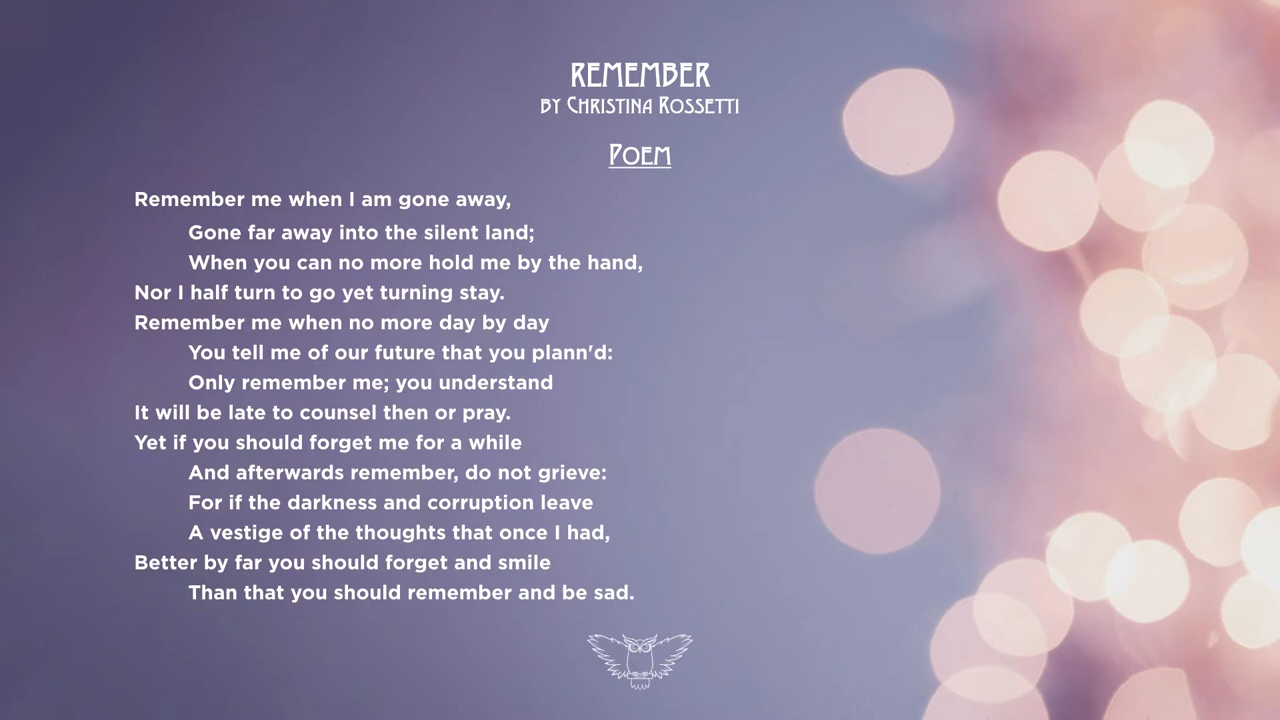 REMEMBER
BY CHRISTINA ROSSETTI
POEM
Remember me when I am gone away,
Gone far away into the silent land;
When you can no more hold me by the hand,
Nor I half turn to go yet turning stay.
Remember me when no more day by day
You tell me of our future that you plann'd:
Only remember me; you understand
It will be late to counsel then or pray.
Yet if you should forget me for a while
And afterwards remember, do not grieve:
For if the darkness and corruption leave
A vestige of the thoughts that once I had,
Better by far you should forget and smile
Than that you should remember and be sad.